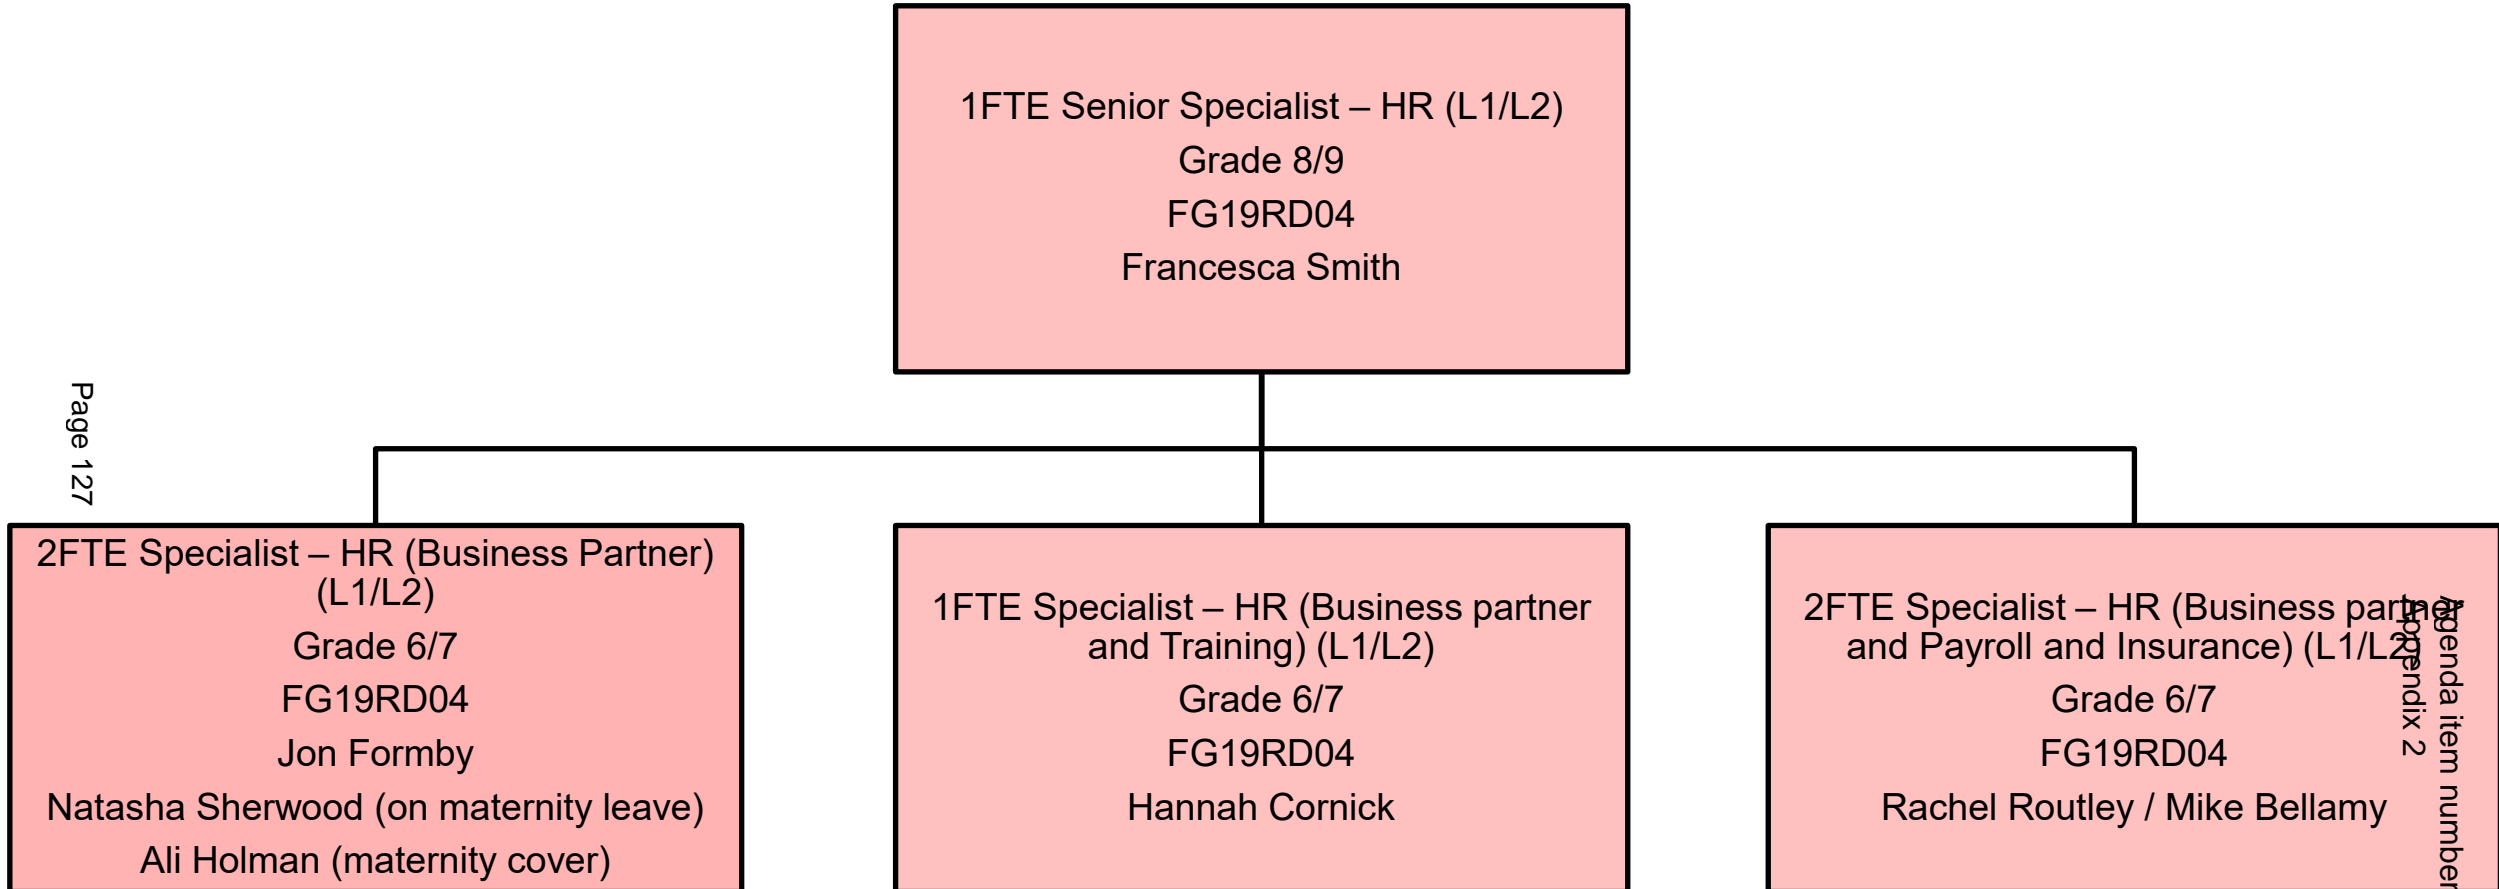 1FTE Senior Specialist – HR (L1/L2)
Grade 8/9
FG19RD04
Francesca Smith
Page 127
2FTE Specialist – HR (Business Partner)
(L1/L2)
Grade 6/7
FG19RD04
Jon Formby
Natasha Sherwood (on maternity leave)
Ali Holman (maternity cover)
1FTE Specialist – HR (Business partner
and Training) (L1/L2)
Grade 6/7
FG19RD04
Hannah Cornick
2FTE Specialist – HR (Business partner
and Payroll and Insurance) (L1/L2)
Grade 6/7
FG19RD04
Rachel Routley / Mike Bellamy
Agenda item number
Appendix 2